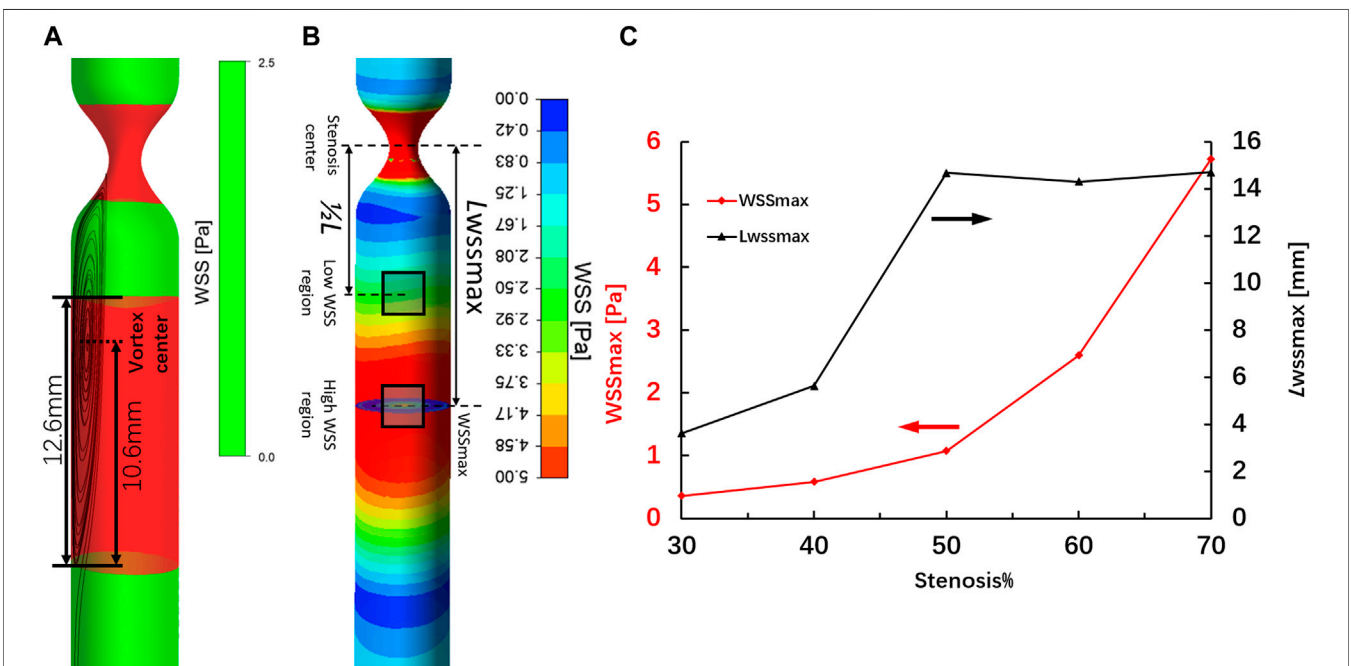 A
B
C
2.5
WSS [Pa]
0.0
12.6mm
10.6mm
Vortex
center
Stenosis
center
½L
Low WSS
region
High WSS
region
Lwssmax
WSSmax
0.00
0.42
0.83
1.25
1.67
2.08
2.50
2.92
3.33
3.75
4.17
4.58
5.00
WSS [Pa]
WSSmax [Pa]
6
5
4
3
2
1
0
WSSmax
Lwssmax
16
14
12
10
8
6
4
2
0
Lwssmax [mm]
30
40
50
60
70
Stenosis%